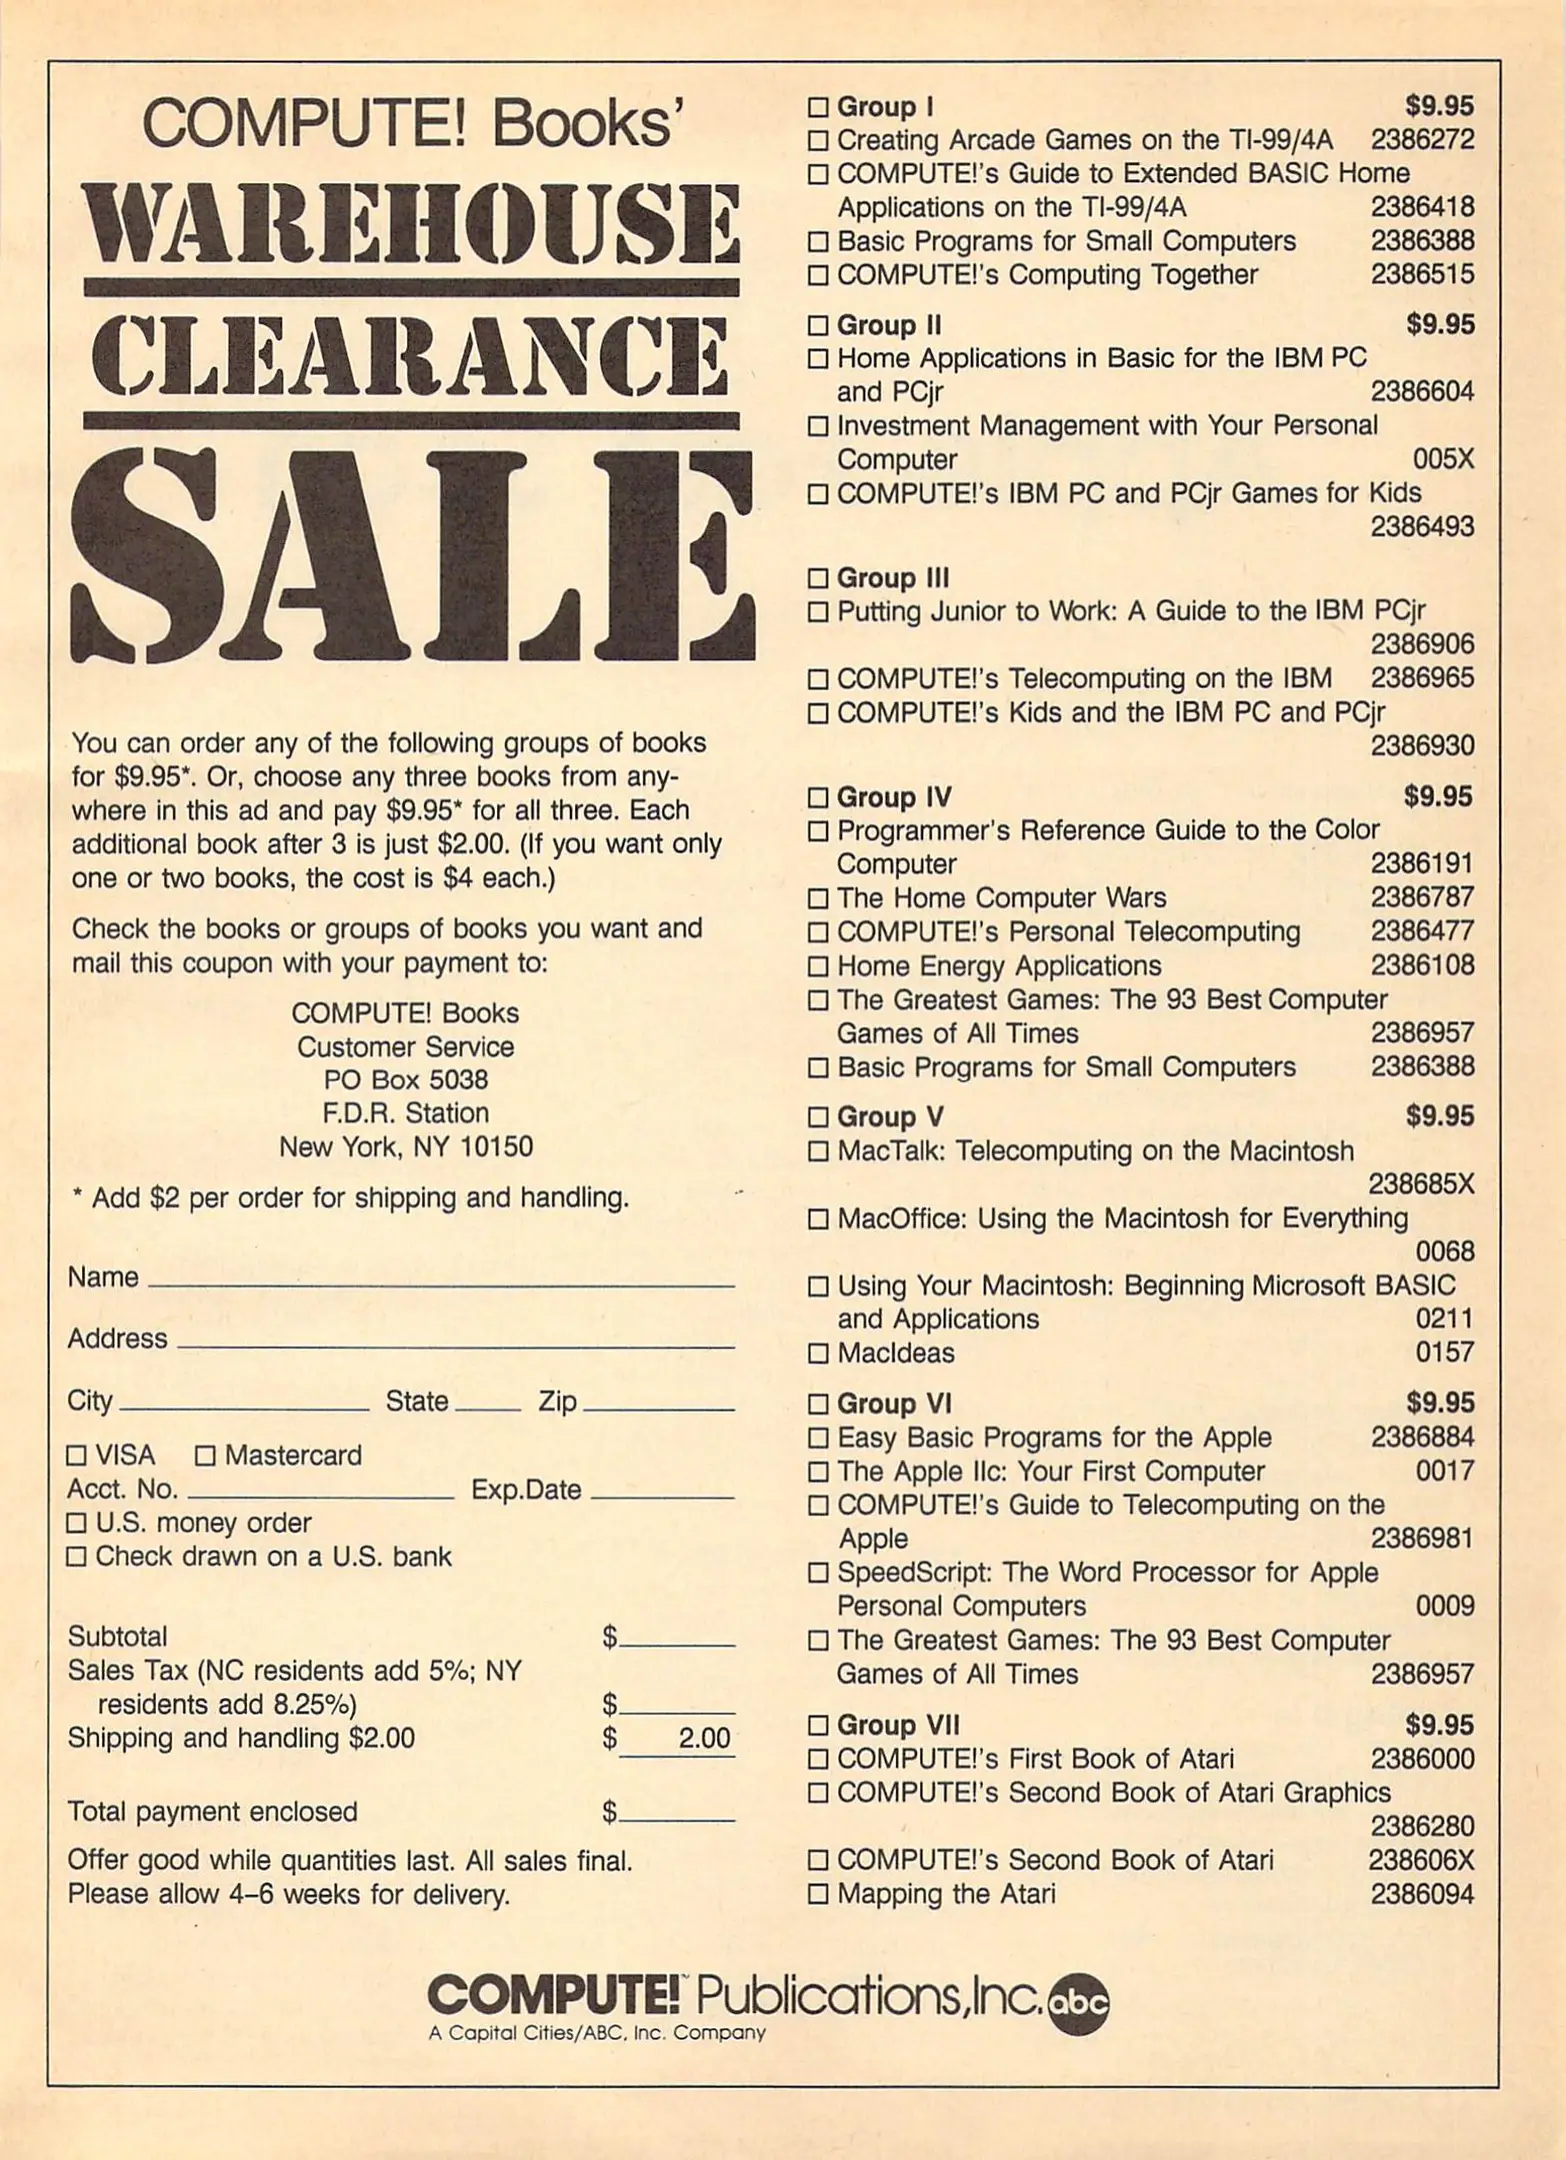 COMPUTE! Books'
WAREHOUSE
CLEARANCE
SALE
You can order any of the following groups of books
for $9.95*. Or, choose any three books from any-
where in this ad and pay $9.95* for all three. Each
additional book after 3 is just $2.00. (If you want only
one or two books, the cost is $4 each.)
Check the books or groups of books you want and
mail this coupon with your payment to:
COMPUTE! Books
Customer Service
PO Box 5038
F.D.R. Station
New York, NY 10150
* Add $2 per order for shipping and handling.
Name
Address
City State Zip
☐ VISA ☐ Mastercard
Acct. No. Exp.Date
☐ U.S. money order
☐ Check drawn on a U.S. bank
Subtotal $
Sales Tax (NC residents add 5%; NY
residents add 8.25%) $
Shipping and handling $2.00 $ 2.00
Total payment enclosed $
Offer good while quantities last. All sales final.
Please allow 4–6 weeks for delivery.
☐ Group I $9.95
☐ Creating Arcade Games on the TI-99/4A 2386272
☐ COMPUTE!'s Guide to Extended BASIC Home
Applications on the TI-99/4A 2386418
☐ Basic Programs for Small Computers 2386388
☐ COMPUTE!'s Computing Together 2386515
☐ Group II $9.95
☐ Home Applications in Basic for the IBM PC
and PCjr 2386604
☐ Investment Management with Your Personal
Computer 005X
☐ COMPUTE!'s IBM PC and PCjr Games for Kids
2386493
☐ Group III
☐ Putting Junior to Work: A Guide to the IBM PCjr
2386906
☐ COMPUTE!'s Telecomputing on the IBM 2386965
☐ COMPUTE!'s Kids and the IBM PC and PCjr
2386930
☐ Group IV $9.95
☐ Programmer's Reference Guide to the Color
Computer 2386191
☐ The Home Computer Wars 2386787
☐ COMPUTE!'s Personal Telecomputing 2386477
☐ Home Energy Applications 2386108
☐ The Greatest Games: The 93 Best Computer
Games of All Times 2386957
☐ Basic Programs for Small Computers 2386388
☐ Group V $9.95
☐ MacTalk: Telecomputing on the Macintosh
238685X
☐ MacOffice: Using the Macintosh for Everything
0068
☐ Using Your Macintosh: Beginning Microsoft BASIC
and Applications 0211
☐ MacIdeas 0157
☐ Group VI $9.95
☐ Easy Basic Programs for the Apple 2386884
☐ The Apple IIc: Your First Computer 0017
☐ COMPUTE!'s Guide to Telecomputing on the
Apple 2386981
☐ SpeedScript: The Word Processor for Apple
Personal Computers 0009
☐ The Greatest Games: The 93 Best Computer
Games of All Times 2386957
☐ Group VII $9.95
☐ COMPUTE!'s First Book of Atari 2386000
☐ COMPUTE!'s Second Book of Atari Graphics
2386280
☐ COMPUTE!'s Second Book of Atari 238606X
☐ Mapping the Atari 2386094
COMPUTE!™ Publications,Inc. abc
A Capital Cities/ABC, Inc. Company